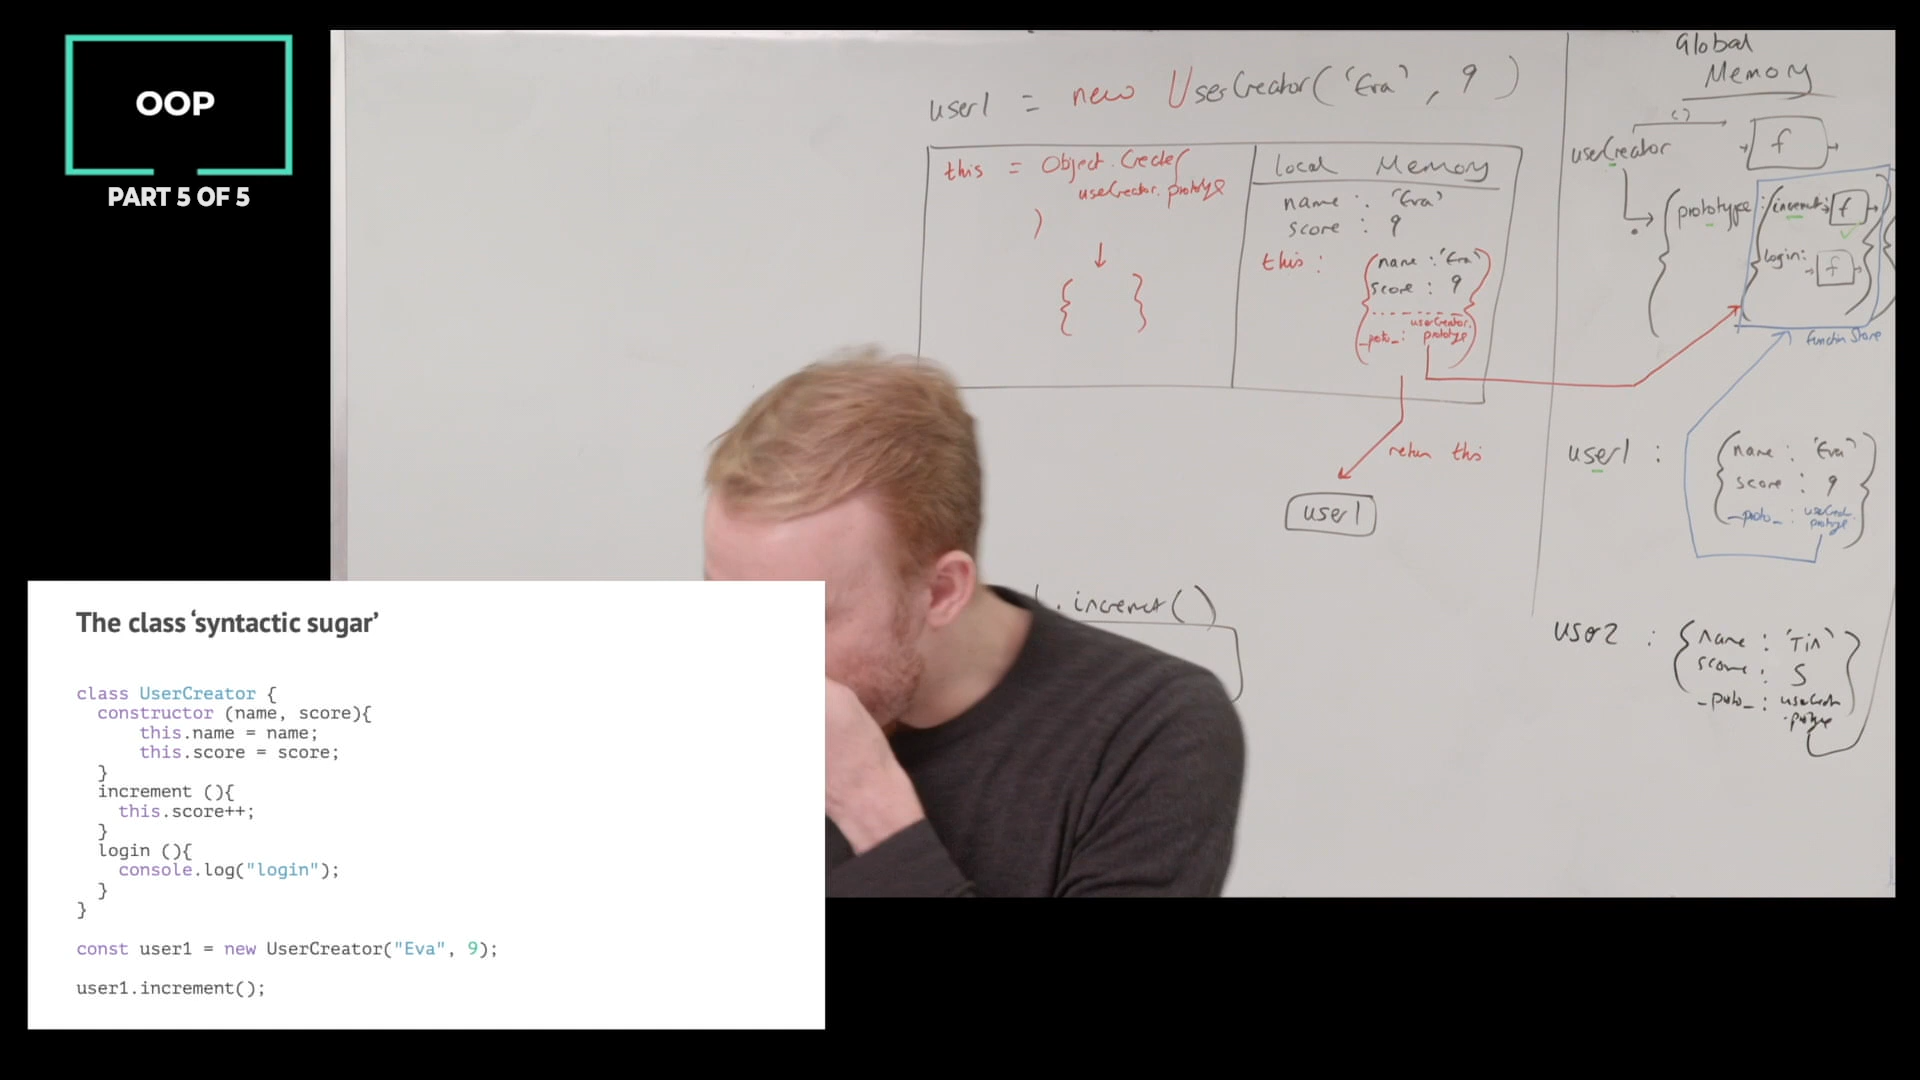 OOP
PART 5 OF 5
user1 = new UserCreator('Eva', 9)
this = Object.Create(
userCreator.prototype
)
{ }
Local Memory
name : 'Eva'
score : 9
this :
{name : 'Eva'
score : 9
_proto_ : userCreator.
prototype}
return this
user1
.increment()
Global
Memory
()
userCreator
f
{prototype :
{increment: f
login: f}
Function Store
user1 :
{name : 'Eva'
score : 9
_proto_ :
user2 :
{name : 'Tim'
score : 5
_proto_ :
The class ‘syntactic sugar’
class UserCreator {
constructor (name, score){
this.name = name;
this.score = score;
}
increment (){
this.score++;
}
login (){
console.log("login");
}
}
const user1 = new UserCreator("Eva", 9);
user1.increment();